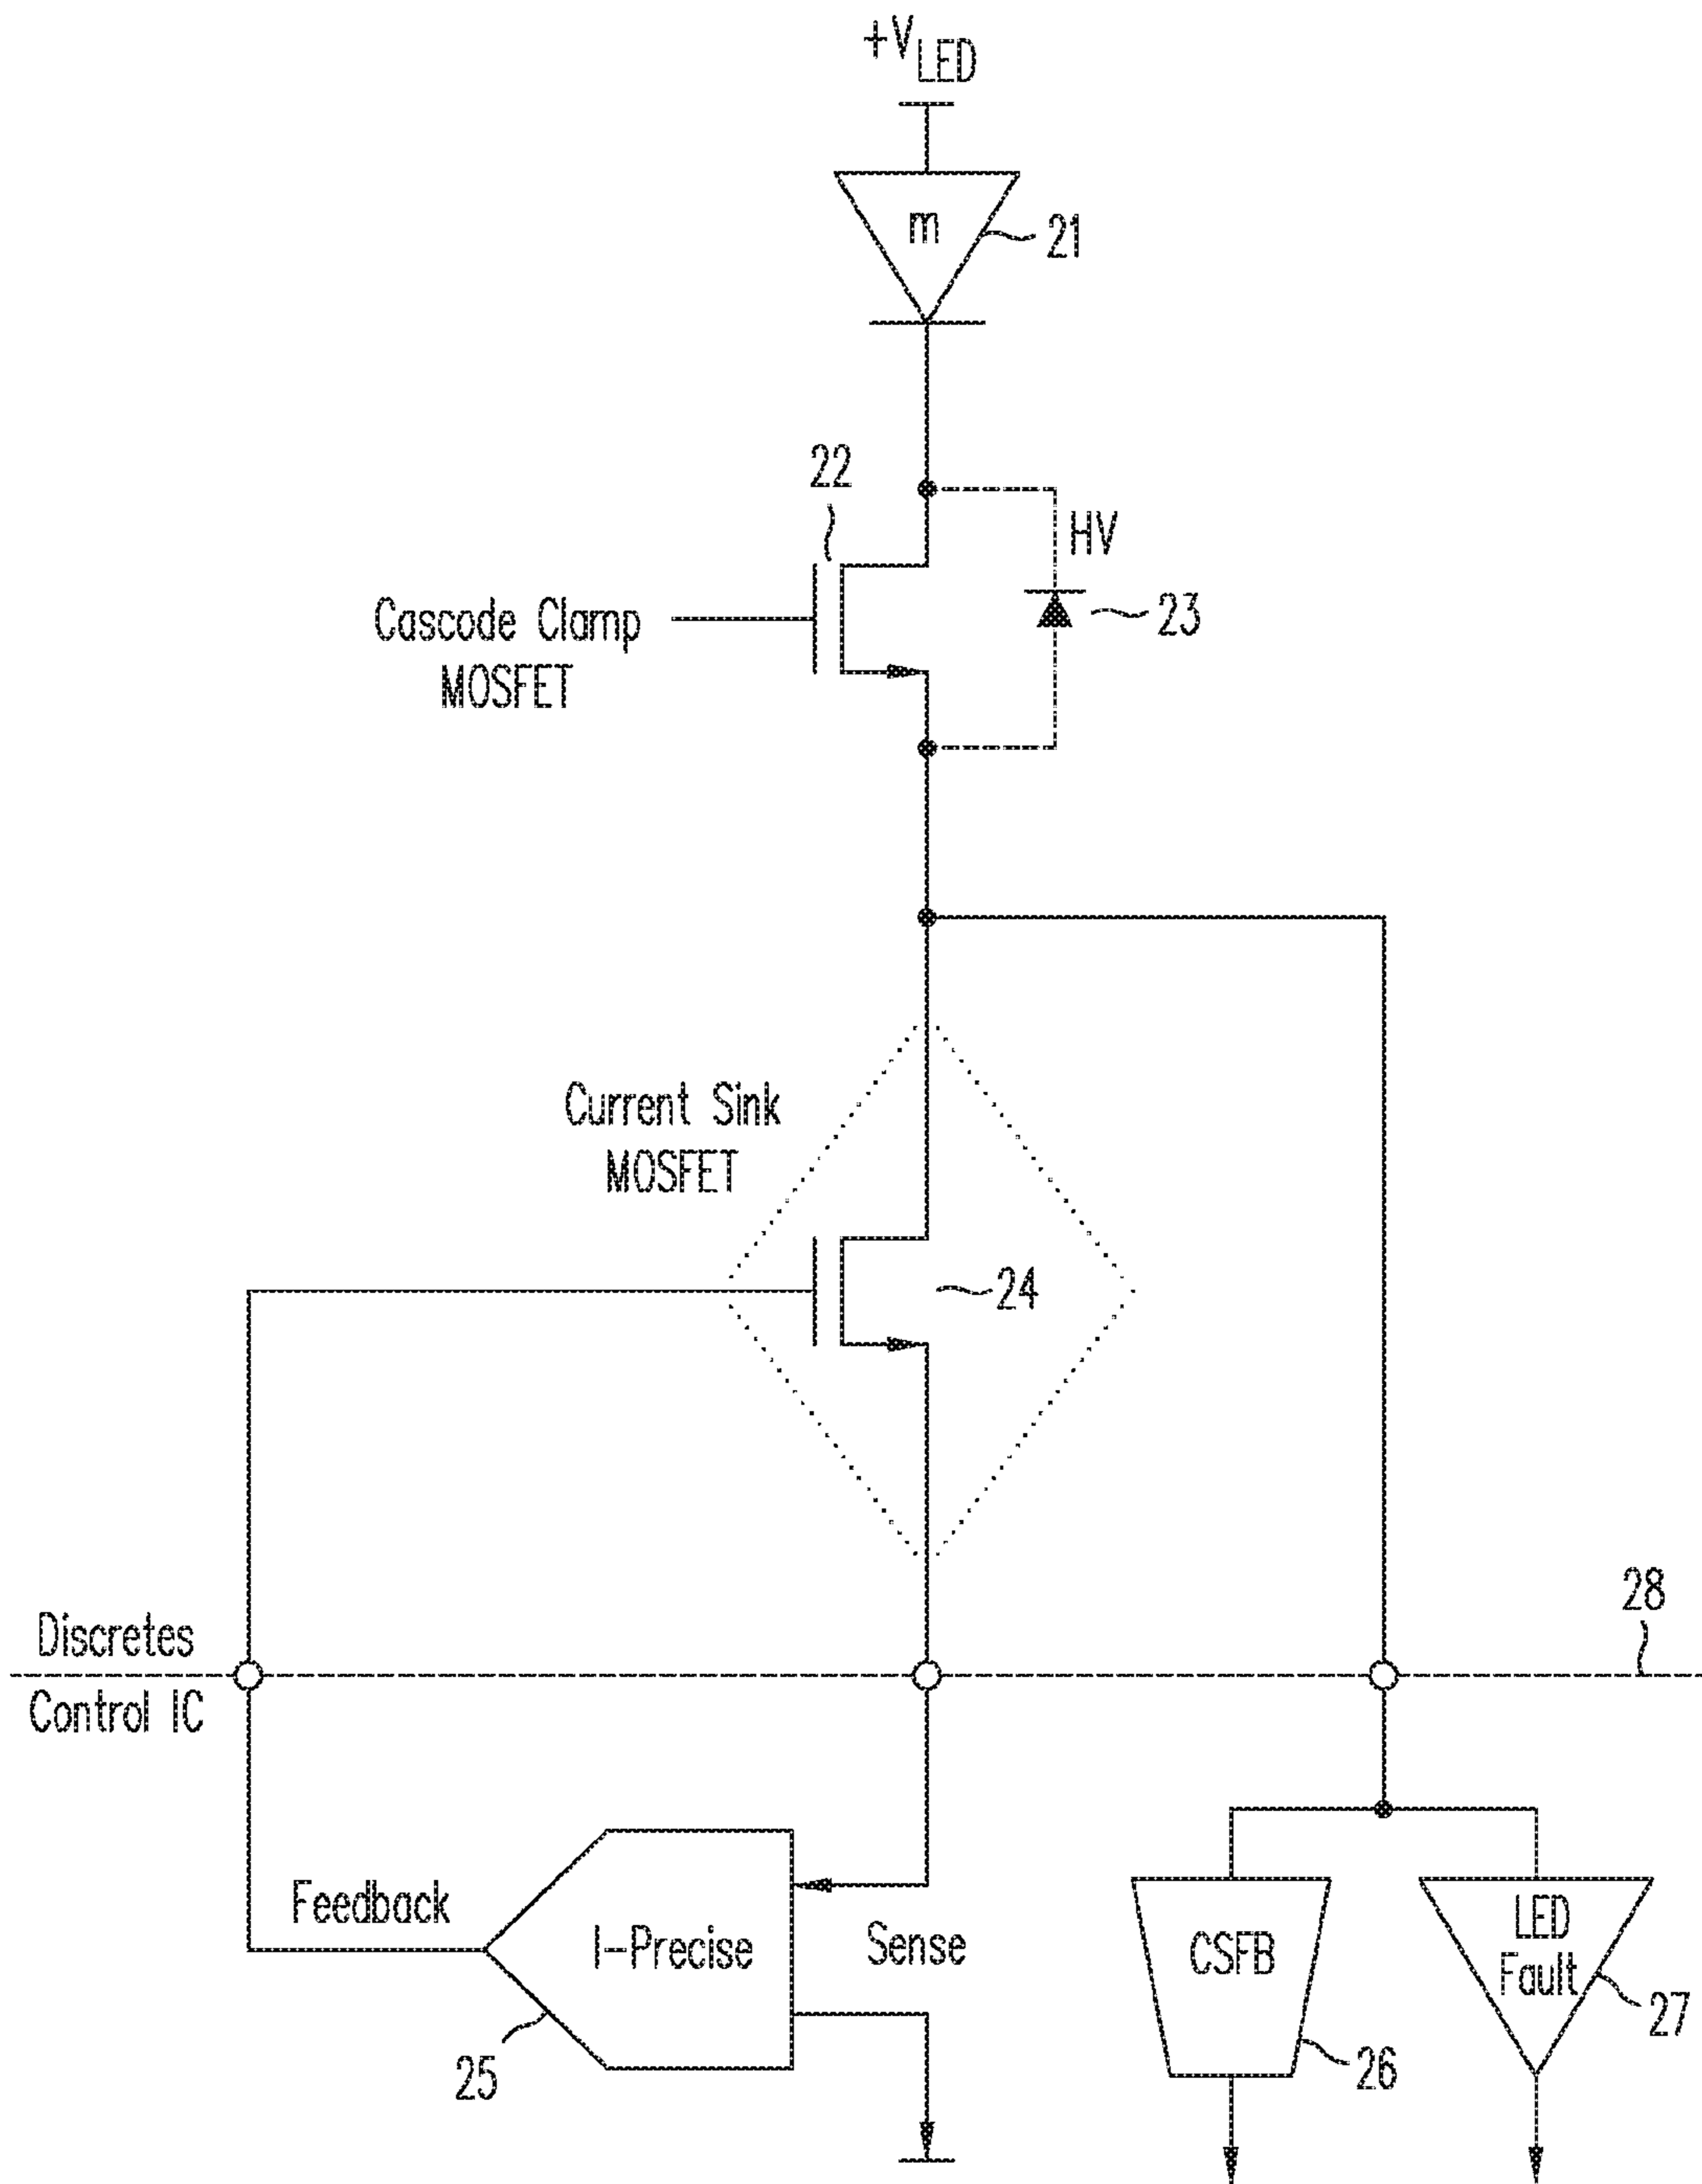 +VLED
m
21
22
HV
23
Cascode Clamp
MOSFET
Current Sink
MOSFET
24
28
Discretes
Control IC
Feedback
I-Precise
Sense
CSFB
LED
Fault
25
26
27